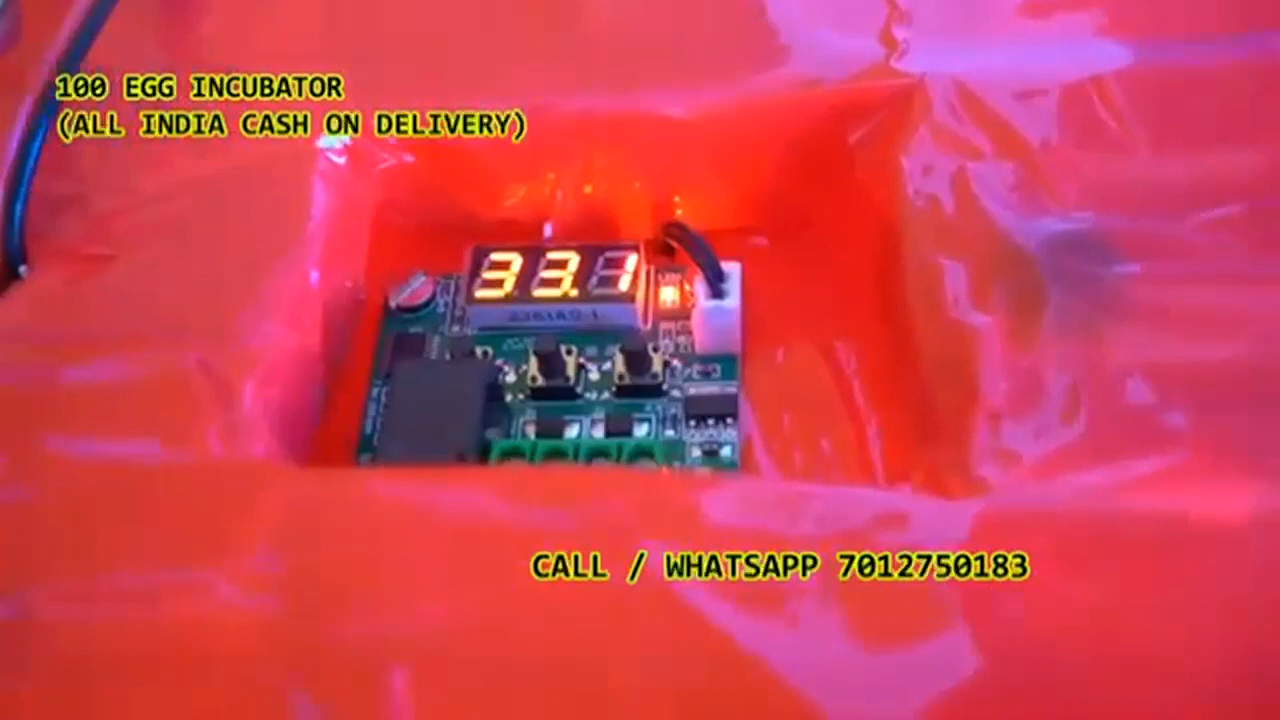 100 EGG INCUBATOR
(ALL INDIA CASH ON DELIVERY)
33.1
CALL / WHATSAPP 7012750183